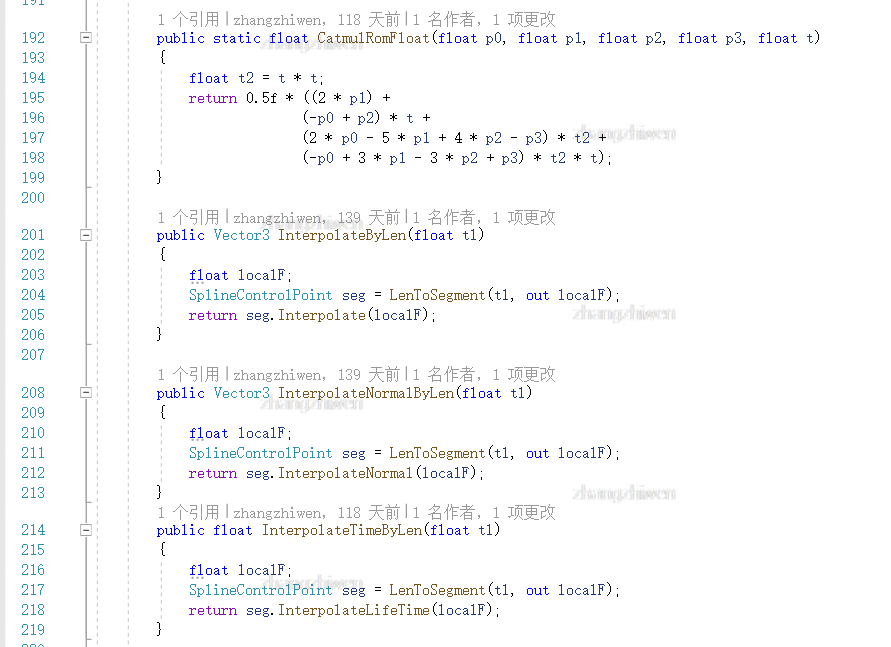 191
1 个引用|zhangzhiwen，118 天前|1 名作者，1 项更改
192 public static float CatmulRomFloat(float p0, float p1, float p2, float p3, float t)
193 {
194 float t2 = t * t;
195 return 0.5f * ((2 * p1) +
196 (-p0 + p2) * t +
197 (2 * p0 - 5 * p1 + 4 * p2 - p3) * t2 +
198 (-p0 + 3 * p1 - 3 * p2 + p3) * t2 * t);
199 }
200
1 个引用|zhangzhiwen，139 天前|1 名作者，1 项更改
201 public Vector3 InterpolateByLen(float tl)
202 {
203 float localF;
204 SplineControlPoint seg = LenToSegment(tl, out localF);
205 return seg.Interpolate(localF);
206 }
207
1 个引用|zhangzhiwen，139 天前|1 名作者，1 项更改
208 public Vector3 InterpolateNormalByLen(float tl)
209 {
210 float localF;
211 SplineControlPoint seg = LenToSegment(tl, out localF);
212 return seg.InterpolateNormal(localF);
213 }
1 个引用|zhangzhiwen，118 天前|1 名作者，1 项更改
214 public float InterpolateTimeByLen(float tl)
215 {
216 float localF;
217 SplineControlPoint seg = LenToSegment(tl, out localF);
218 return seg.InterpolateLifeTime(localF);
219 }
zhangzhiwen
zhangzhiwen
zhangzhiwen
zhangzhiwen
zhangzhiwen
zhangzhiwen
zhangzhiwen